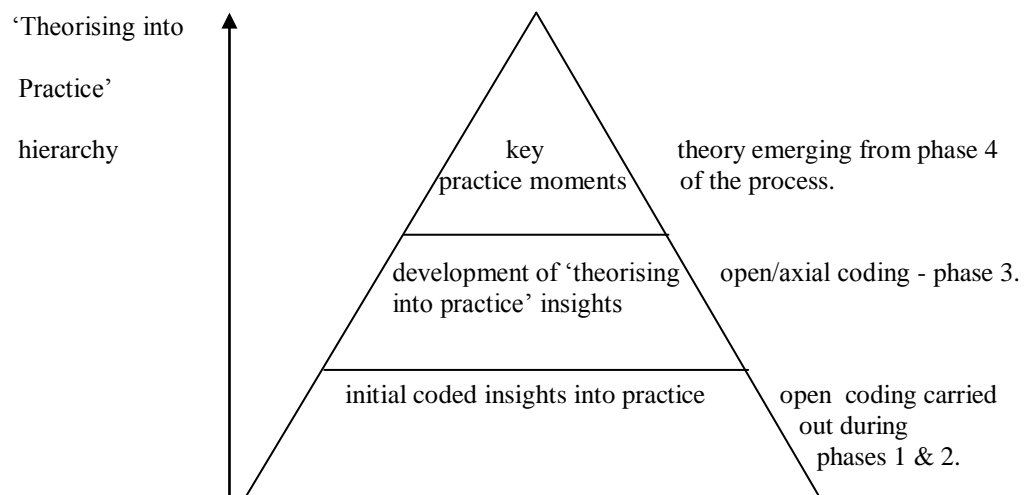 ‘Theorising into
Practice’
hierarchy
key
practice moments
theory emerging from phase 4
of the process.
development of ‘theorising
into practice’ insights
open/axial coding - phase 3.
initial coded insights into practice
open coding carried
out during
phases 1 & 2.